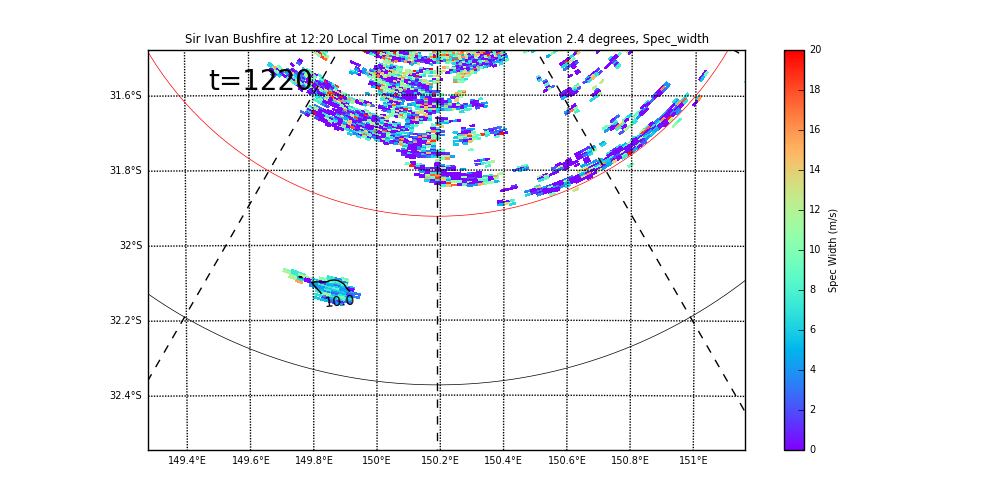 Sir Ivan Bushfire at 12:20 Local Time on 2017 02 12 at elevation 2.4 degrees, Spec_width
t=1220
31.6°S
31.8°S
32°S
32.2°S
32.4°S
10.0
149.4°E 149.6°E 149.8°E 150°E 150.2°E 150.4°E 150.6°E 150.8°E 151°E
20
18
16
14
12
10
8
6
4
2
0
Spec Width (m/s)